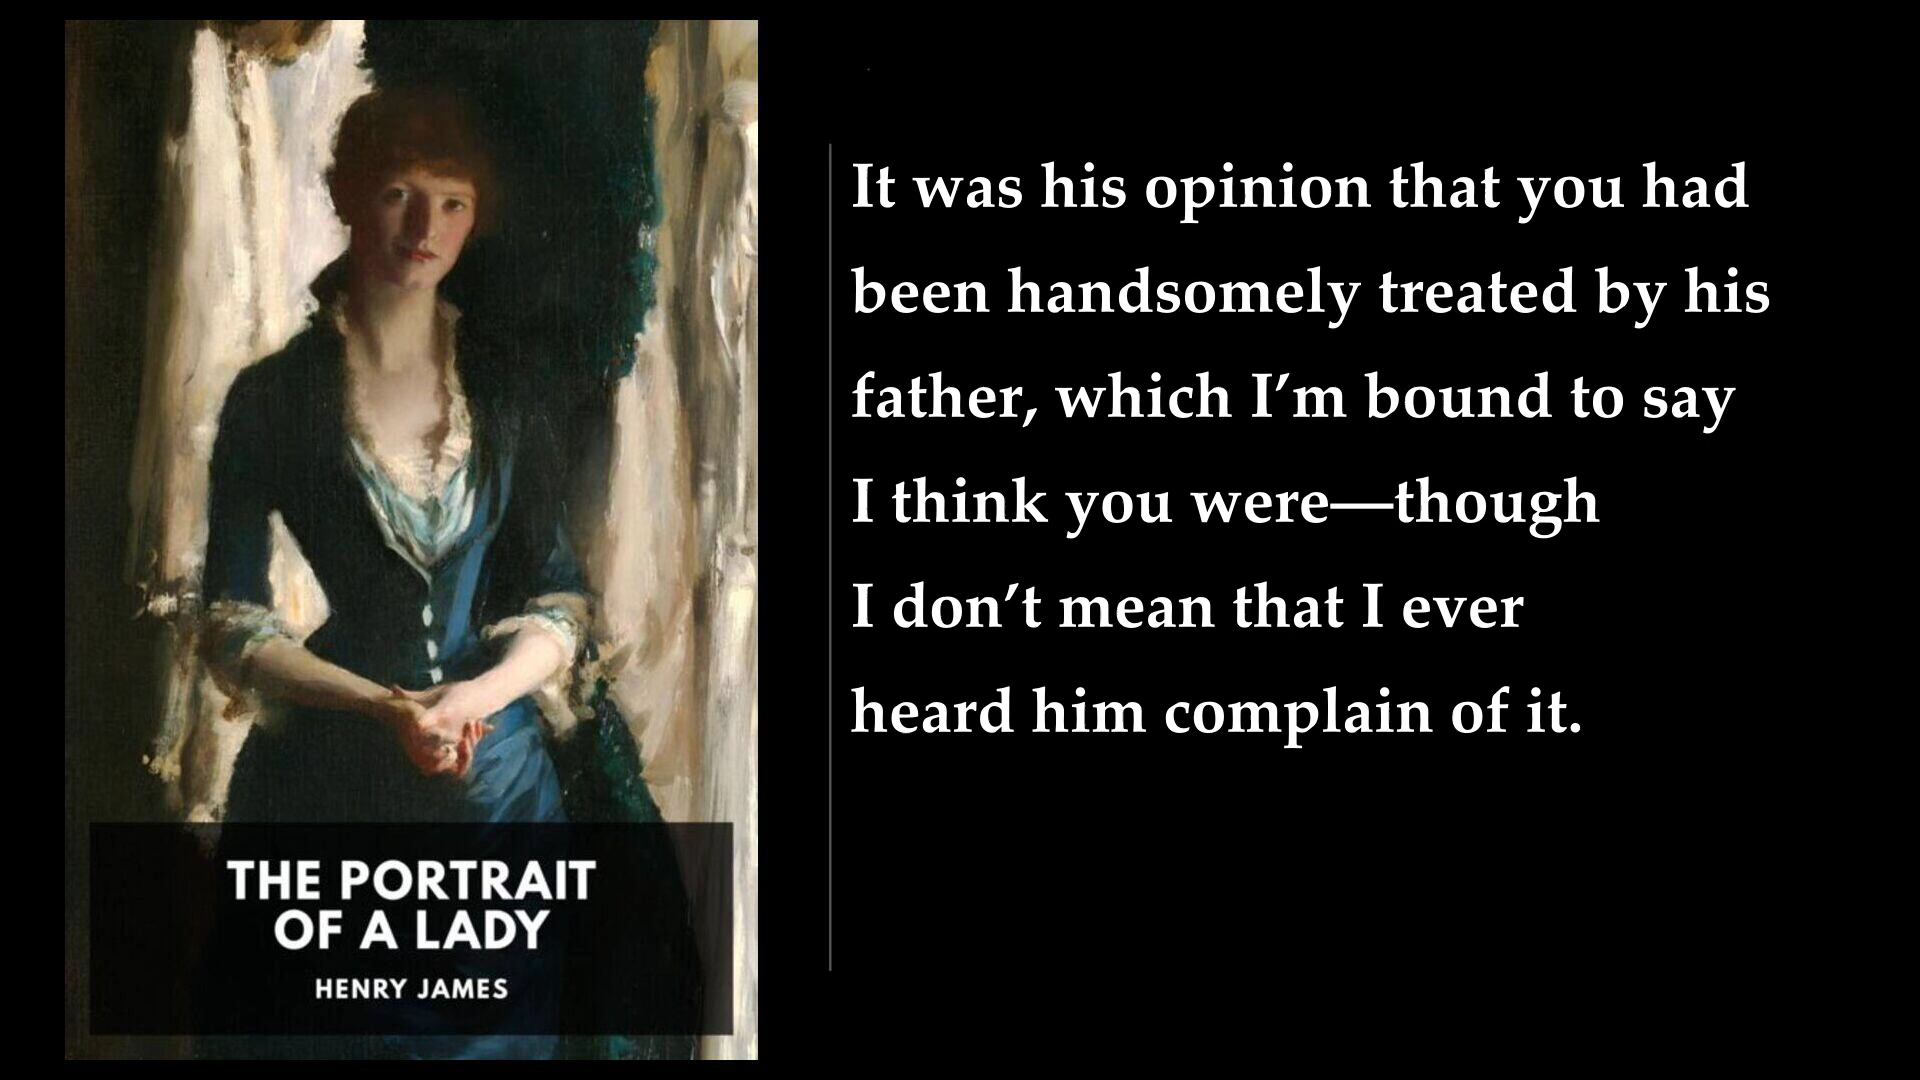 THE PORTRAIT
OF A LADY
HENRY JAMES
It was his opinion that you had
been handsomely treated by his
father, which I’m bound to say
I think you were—though
I don’t mean that I ever
heard him complain of it.